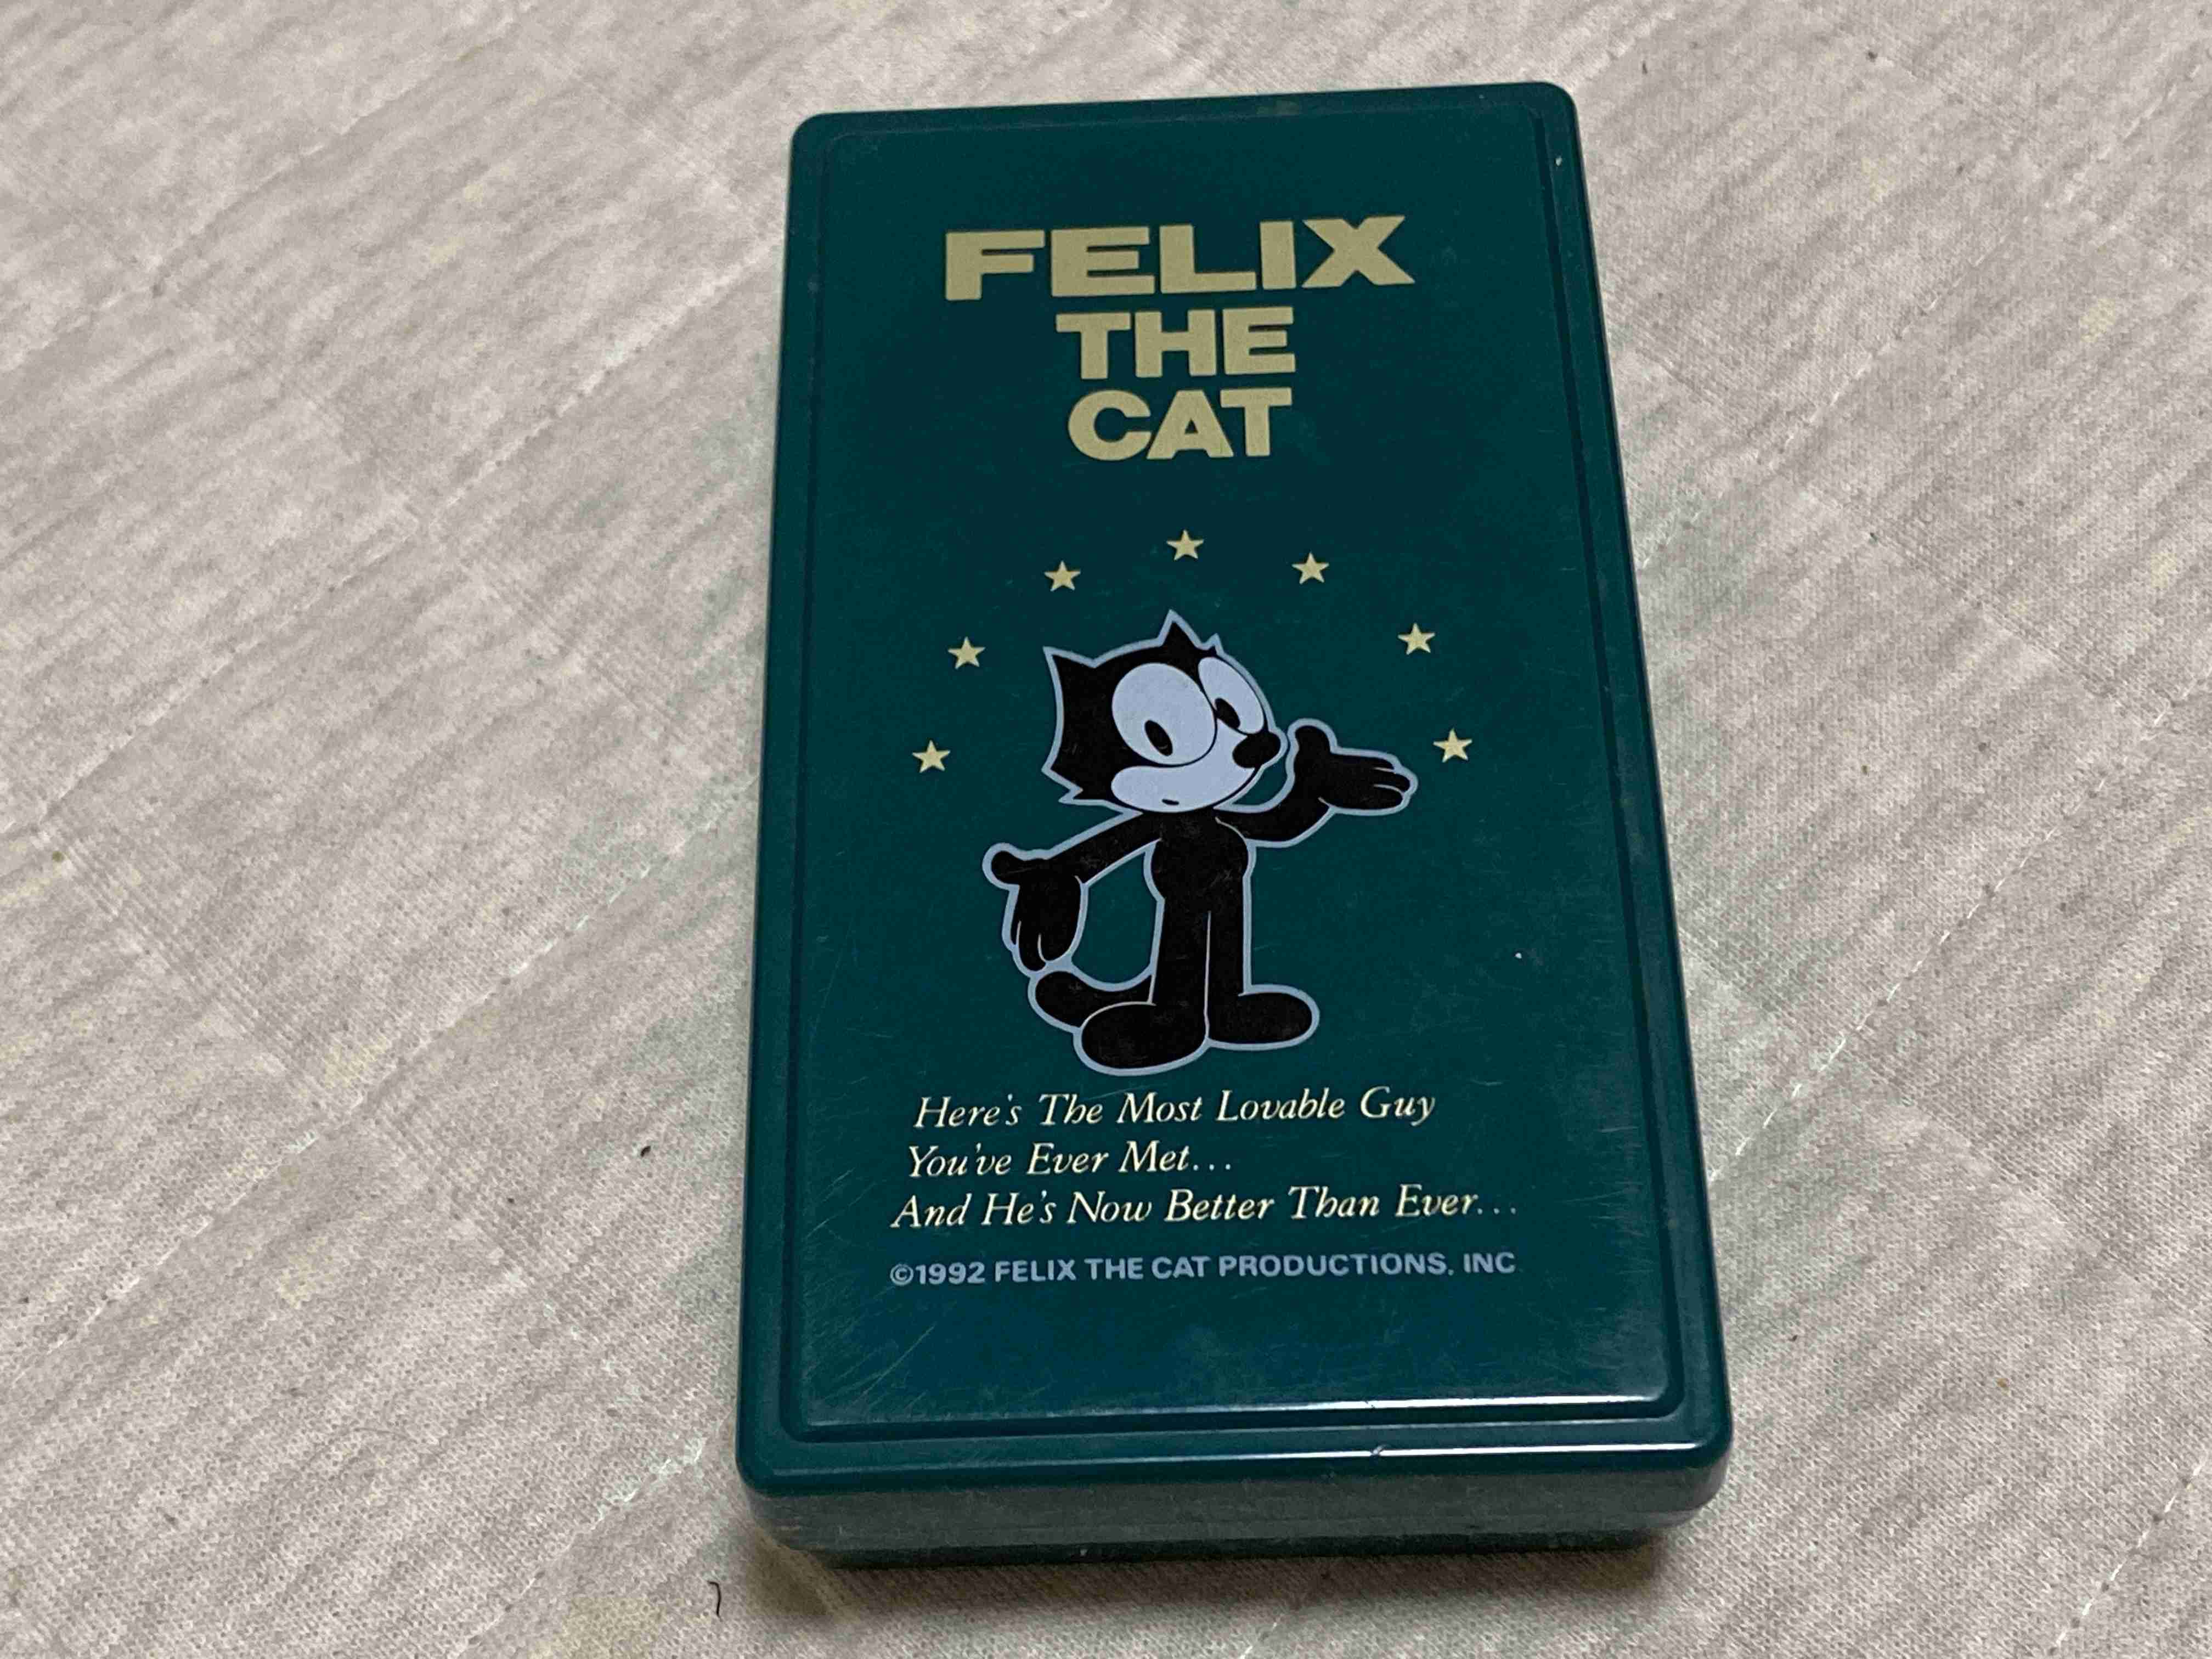 FELIX
THE
CAT
Here's The Most Lovable Guy
You've Ever Met...
And He's Now Better Than Ever...
©1992 FELIX THE CAT PRODUCTIONS, INC